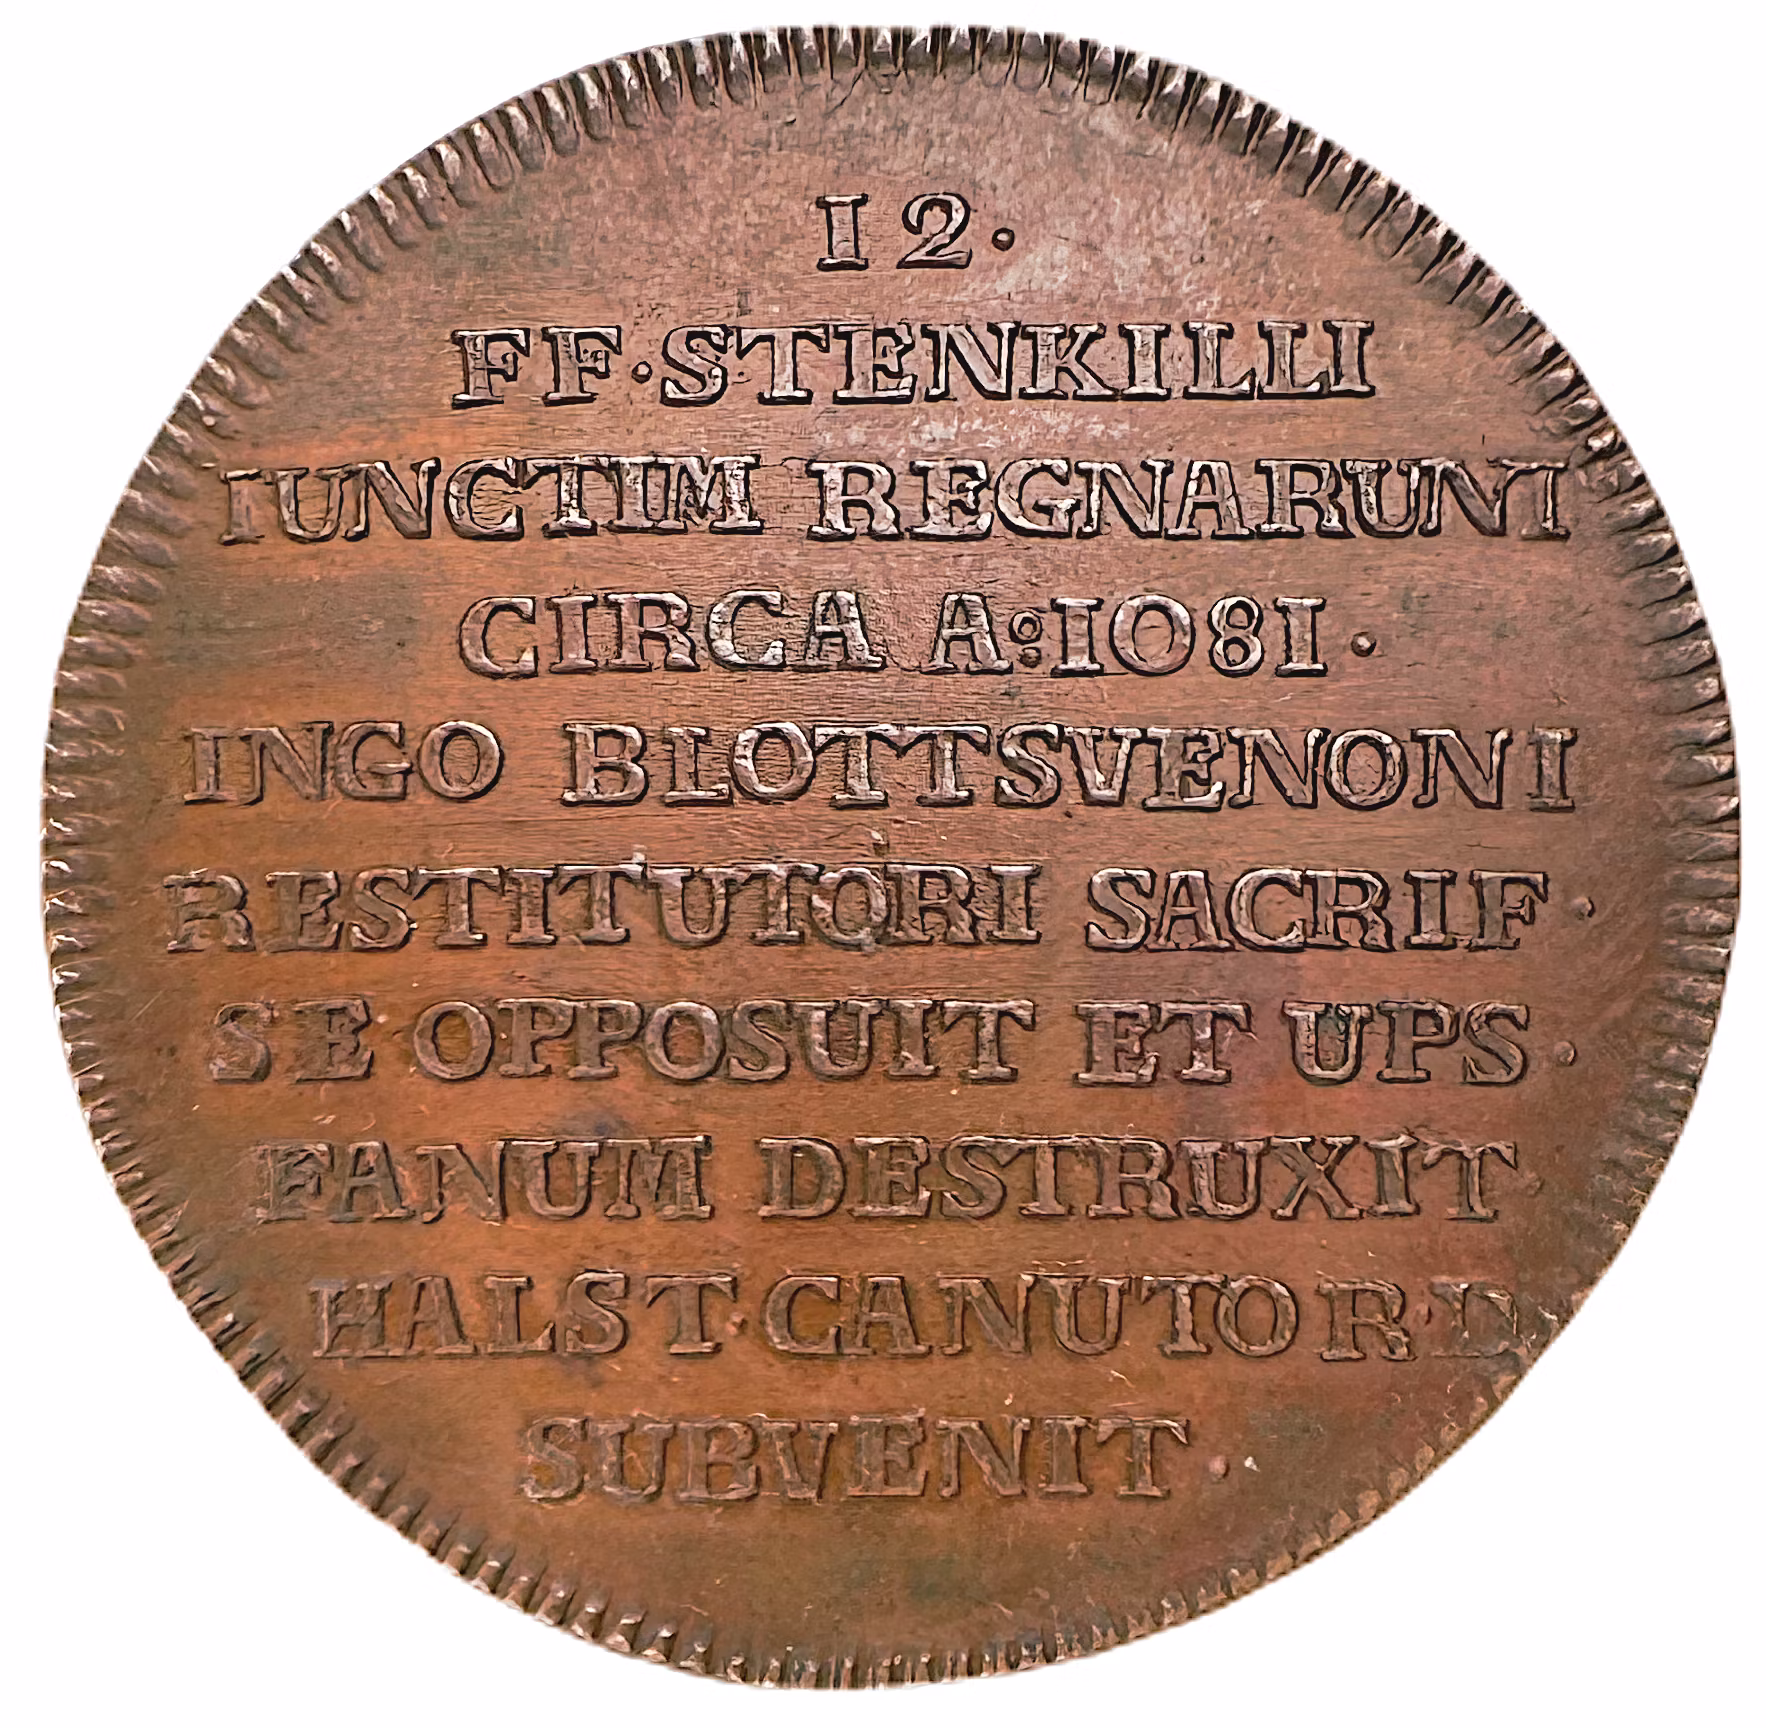 12.
FF·STENKILLI
IUNCTIM REGNARUNT
CIRCA A:1081.
INGO BLOTTSVENONI
RESTITUTORI SACRIF.
SE OPPOSUIT ET UPS.
FANUM DESTRUXIT
HALST·CANUTO R·D
SUBVENIT.